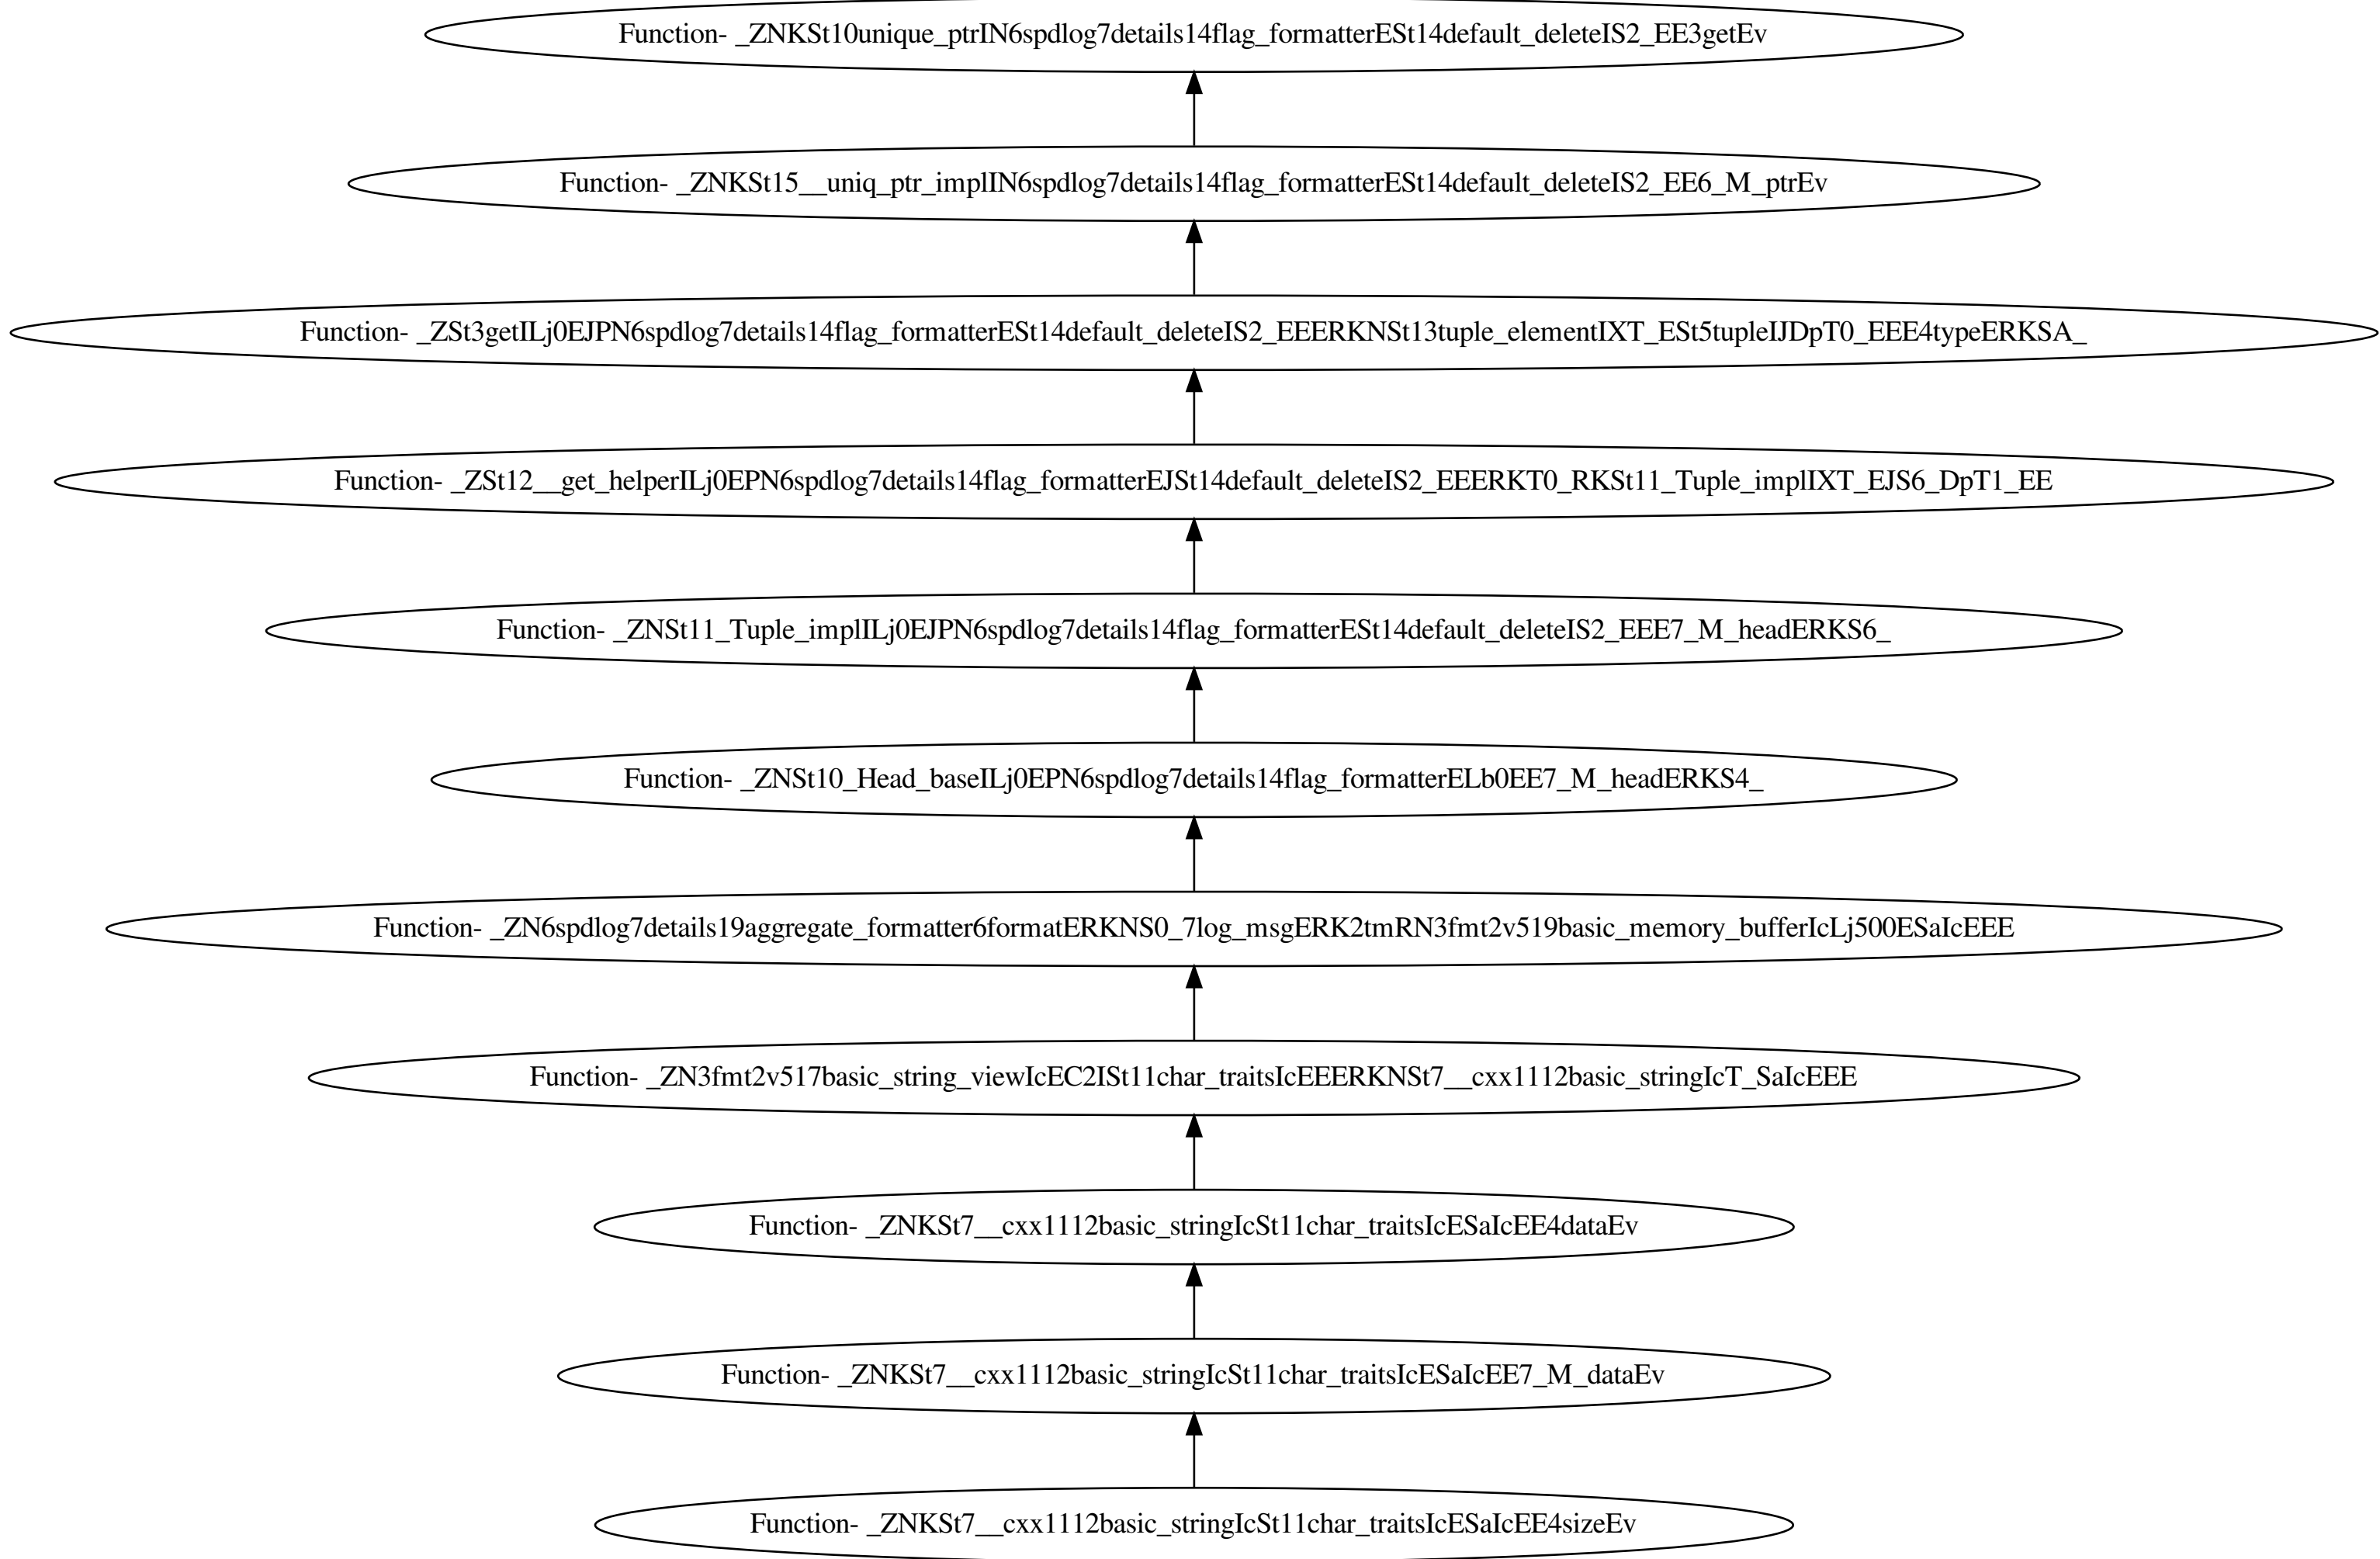 Function- _ZNKSt10unique_ptrIN6spdlog7details14flag_formatterESt14default_deleteIS2_EE3getEv
Function- _ZNKSt15__uniq_ptr_implIN6spdlog7details14flag_formatterESt14default_deleteIS2_EE6_M_ptrEv
Function- _ZSt3getILj0EJPN6spdlog7details14flag_formatterESt14default_deleteIS2_EEERKNSt13tuple_elementIXT_ESt5tupleIJDpT0_EEE4typeERKSA_
Function- _ZSt12__get_helperILj0EPN6spdlog7details14flag_formatterEJSt14default_deleteIS2_EEERKT0_RKSt11_Tuple_implIXT_EJS6_DpT1_EE
Function- _ZNSt11_Tuple_implILj0EJPN6spdlog7details14flag_formatterESt14default_deleteIS2_EEE7_M_headERKS6_
Function- _ZNSt10_Head_baseILj0EPN6spdlog7details14flag_formatterELb0EE7_M_headERKS4_
Function- _ZN6spdlog7details19aggregate_formatter6formatERKNS0_7log_msgERK2tmRN3fmt2v519basic_memory_bufferIcLj500ESaIcEEE
Function- _ZN3fmt2v517basic_string_viewIcEC2ISt11char_traitsIcEEERKNSt7__cxx1112basic_stringIcT_SaIcEEE
Function- _ZNKSt7__cxx1112basic_stringIcSt11char_traitsIcESaIcEE4dataEv
Function- _ZNKSt7__cxx1112basic_stringIcSt11char_traitsIcESaIcEE7_M_dataEv
Function- _ZNKSt7__cxx1112basic_stringIcSt11char_traitsIcESaIcEE4sizeEv